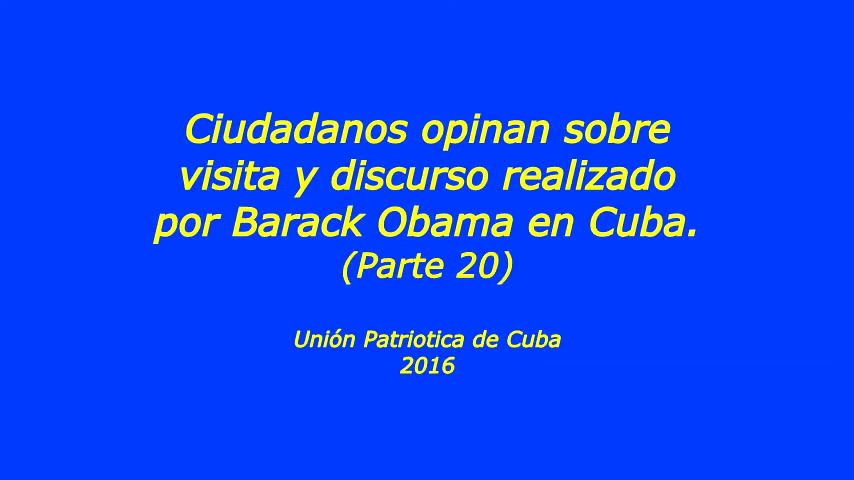 Ciudadanos opinan sobre
visita y discurso realizado
por Barack Obama en Cuba.
(Parte 20)
Unión Patriotica de Cuba
2016